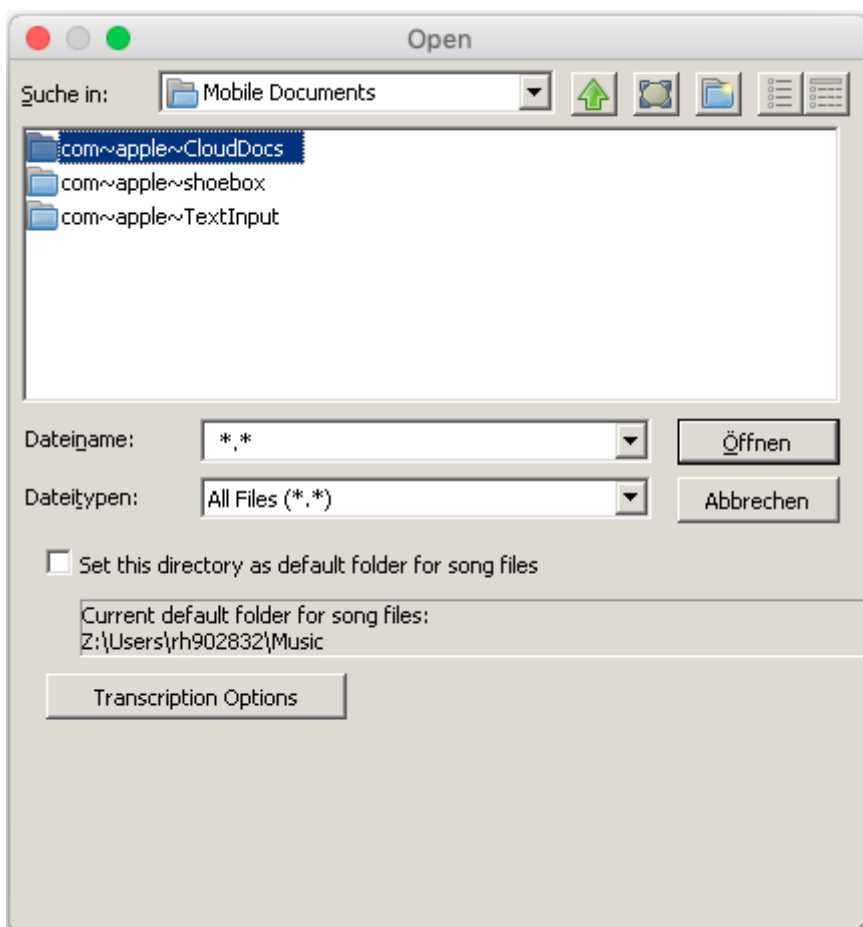 Open
Suche in:
Mobile Documents
com~apple~CloudDocs
com~apple~shoebox
com~apple~TextInput
Dateiname:
*.*
Öffnen
Dateitypen:
All Files (*.*)
Abbrechen
Set this directory as default folder for song files
Current default folder for song files:
Z:\Users\rh902832\Music
Transcription Options